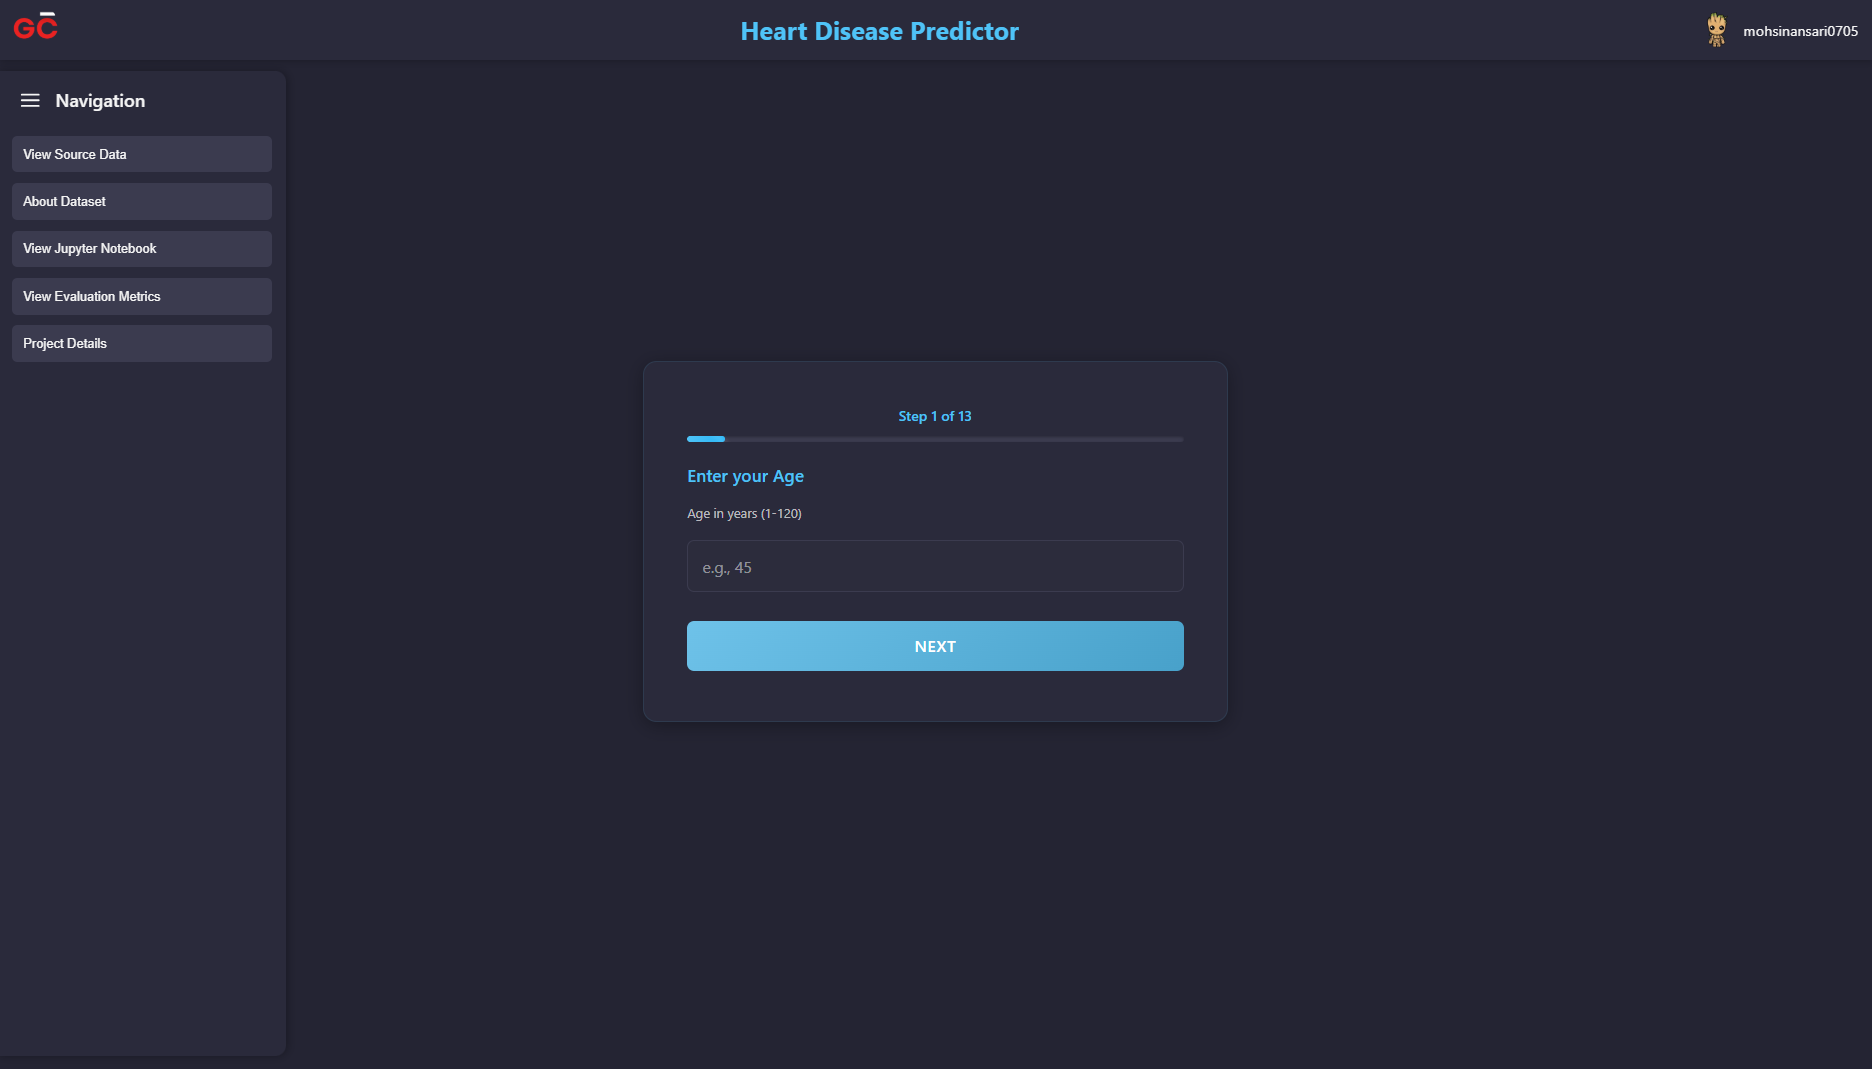 GC
Heart Disease Predictor
mohsinansari0705
Navigation
View Source Data
About Dataset
View Jupyter Notebook
View Evaluation Metrics
Project Details
Step 1 of 13
Enter your Age
Age in years (1-120)
e.g., 45
NEXT